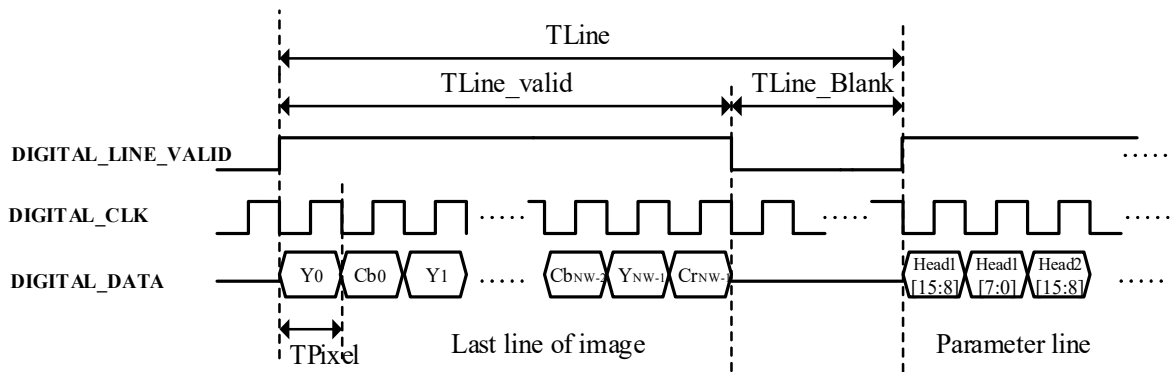 TLine
TLine_valid
TLine_Blank
DIGITAL_LINE_VALID
.....
DIGITAL_CLK
.....
.....
.....
DIGITAL_DATA
Y0
Cb0
Y1
.....
CbNW-2
YNW-1
CrNW-1
Head1
[15:8]
Head1
[7:0]
Head2
[15:8]
.....
TPixel
Last line of image
Parameter line